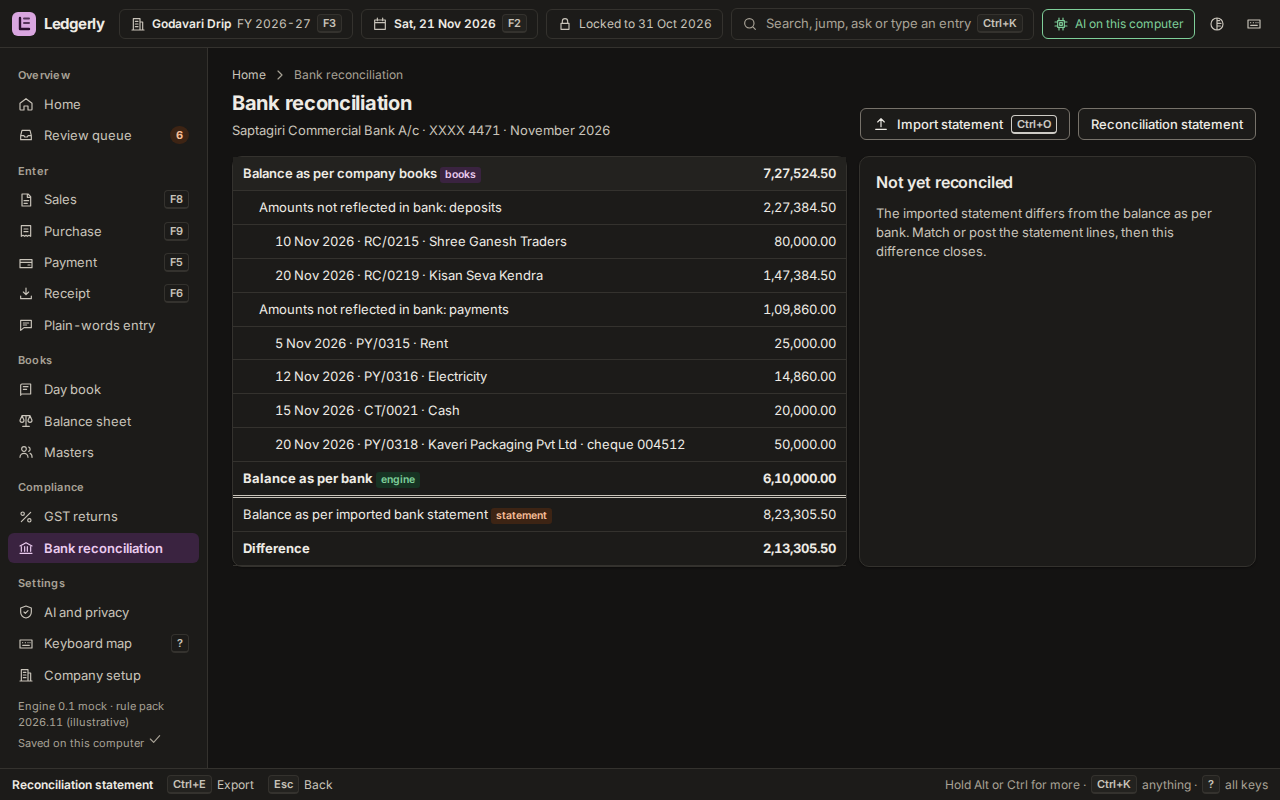 Ledgerly
Godavari Drip FY 2026-27 F3
Sat, 21 Nov 2026 F2
Locked to 31 Oct 2026
Search, jump, ask or type an entry Ctrl+K
AI on this computer
Overview
Home
Review queue 6
Enter
Sales F8
Purchase F9
Payment F5
Receipt F6
Plain-words entry
Books
Day book
Balance sheet
Masters
Compliance
GST returns
Bank reconciliation
Settings
AI and privacy
Keyboard map ?
Company setup
Engine 0.1 mock · rule pack
2026.11 (illustrative)
Saved on this computer
Home > Bank reconciliation
Bank reconciliation
Saptagiri Commercial Bank A/c · XXXX 4471 · November 2026
Import statement Ctrl+O
Reconciliation statement
Balance as per company books books 7,27,524.50
Amounts not reflected in bank: deposits 2,27,384.50
10 Nov 2026 · RC/0215 · Shree Ganesh Traders 80,000.00
20 Nov 2026 · RC/0219 · Kisan Seva Kendra 1,47,384.50
Amounts not reflected in bank: payments 1,09,860.00
5 Nov 2026 · PY/0315 · Rent 25,000.00
12 Nov 2026 · PY/0316 · Electricity 14,860.00
15 Nov 2026 · CT/0021 · Cash 20,000.00
20 Nov 2026 · PY/0318 · Kaveri Packaging Pvt Ltd · cheque 004512 50,000.00
Balance as per bank engine 6,10,000.00
Balance as per imported bank statement statement 8,23,305.50
Difference 2,13,305.50
Not yet reconciled
The imported statement differs from the balance as per
bank. Match or post the statement lines, then this
difference closes.
Reconciliation statement Ctrl+E Export Esc Back
Hold Alt or Ctrl for more · Ctrl+K anything · ? all keys